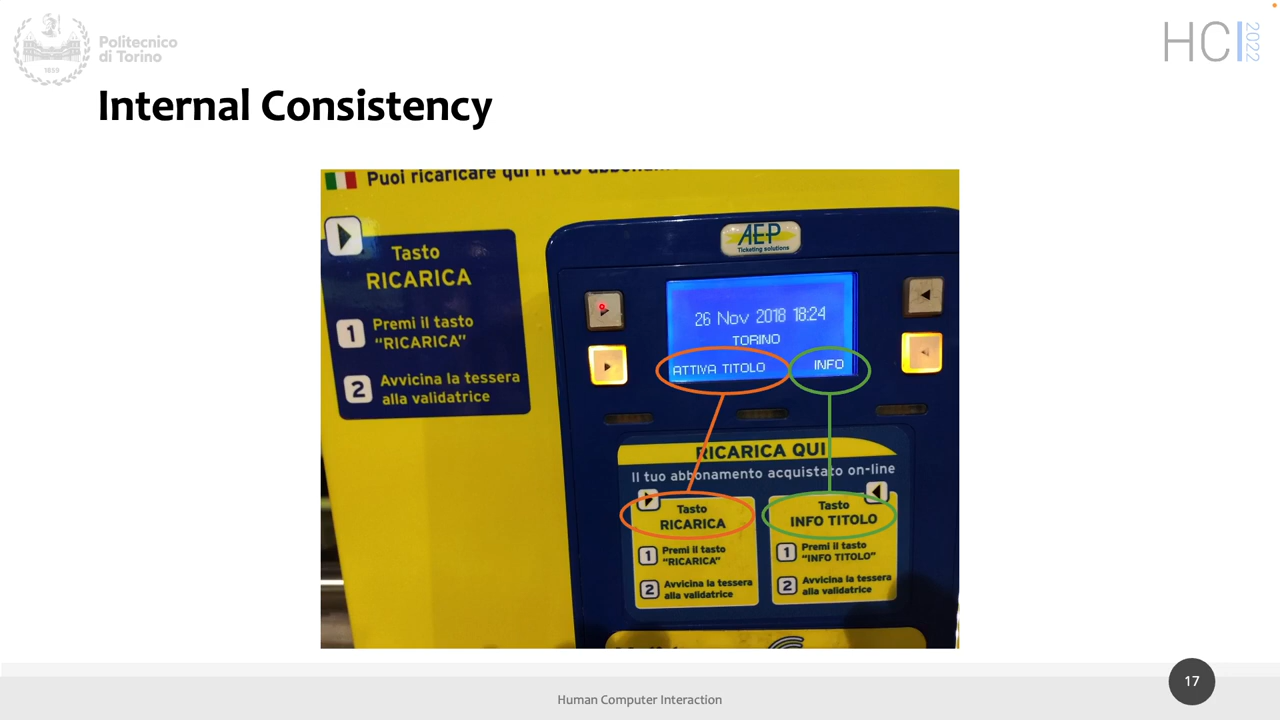 Politecnico
di Torino
1859
HCI 2022
Internal Consistency
Puoi ricaricare qui il tuo
AEP
Ticketing solutions
Tasto
RICARICA
1 Premi il tasto
"RICARICA"
2 Avvicina la tessera
alla validatrice
26 Nov 2018 18:24
TORINO
ATTIVA TITOLO INFO
RICARICA QUI
Il tuo abbonamento acquistato on-line
Tasto
RICARICA
1 Premi il tasto
"RICARICA"
2 Avvicina la tessera
alla validatrice
Tasto
INFO TITOLO
1 Premi il tasto
"INFO TITOLO"
2 Avvicina la tessera
alla validatrice
Human Computer Interaction
17